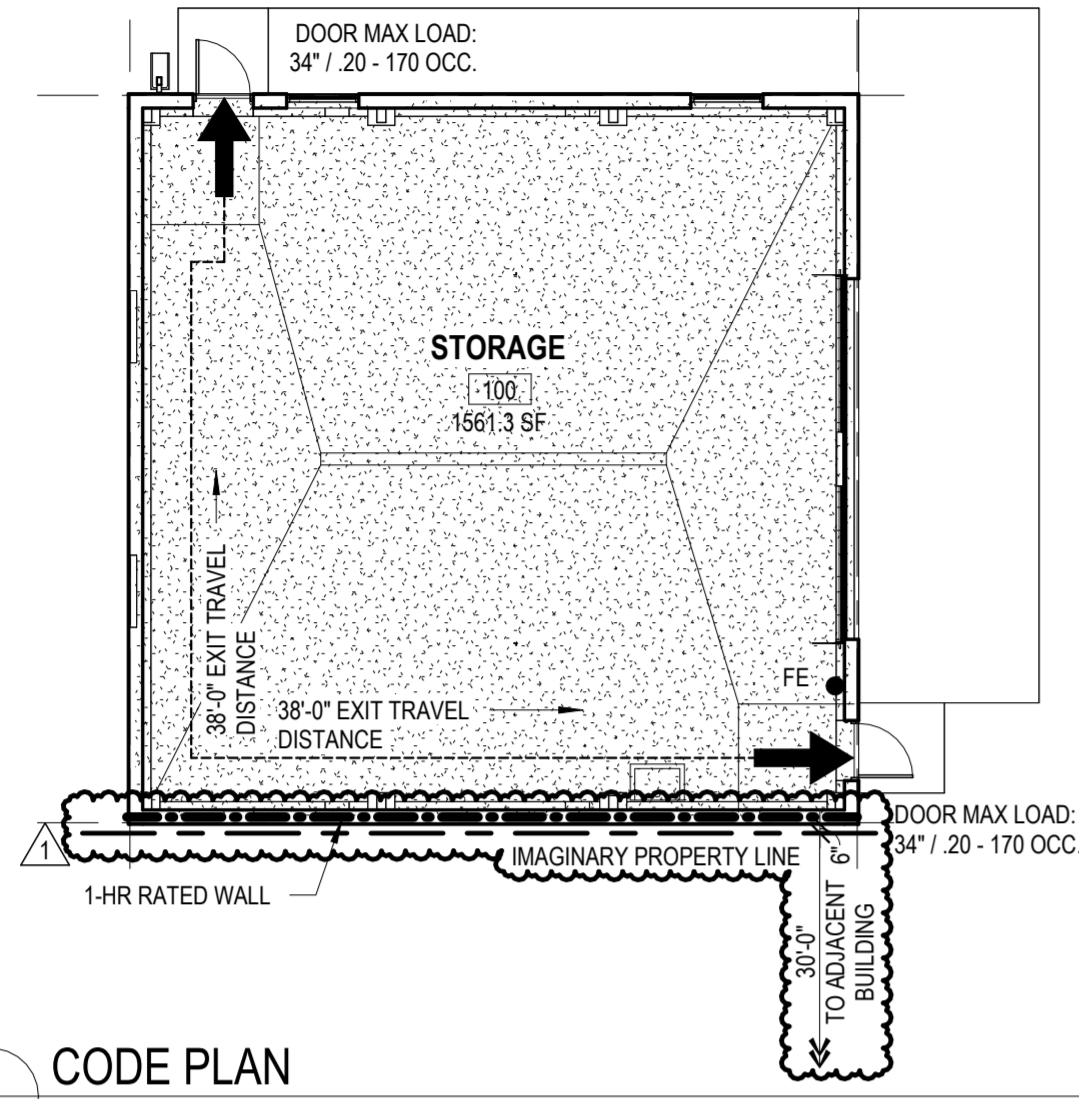 DOOR MAX LOAD:
34" / .20 - 170 OCC.
STORAGE
100
1561.3 SF
38'-0" EXIT TRAVEL
DISTANCE
FE
38'-0" EXIT TRAVEL
DISTANCE
DOOR MAX LOAD:
34" / .20 - 170 OCC.
1
IMAGINARY PROPERTY LINE
6"
1-HR RATED WALL
30'-0"
TO ADJACENT
BUILDING
CODE PLAN